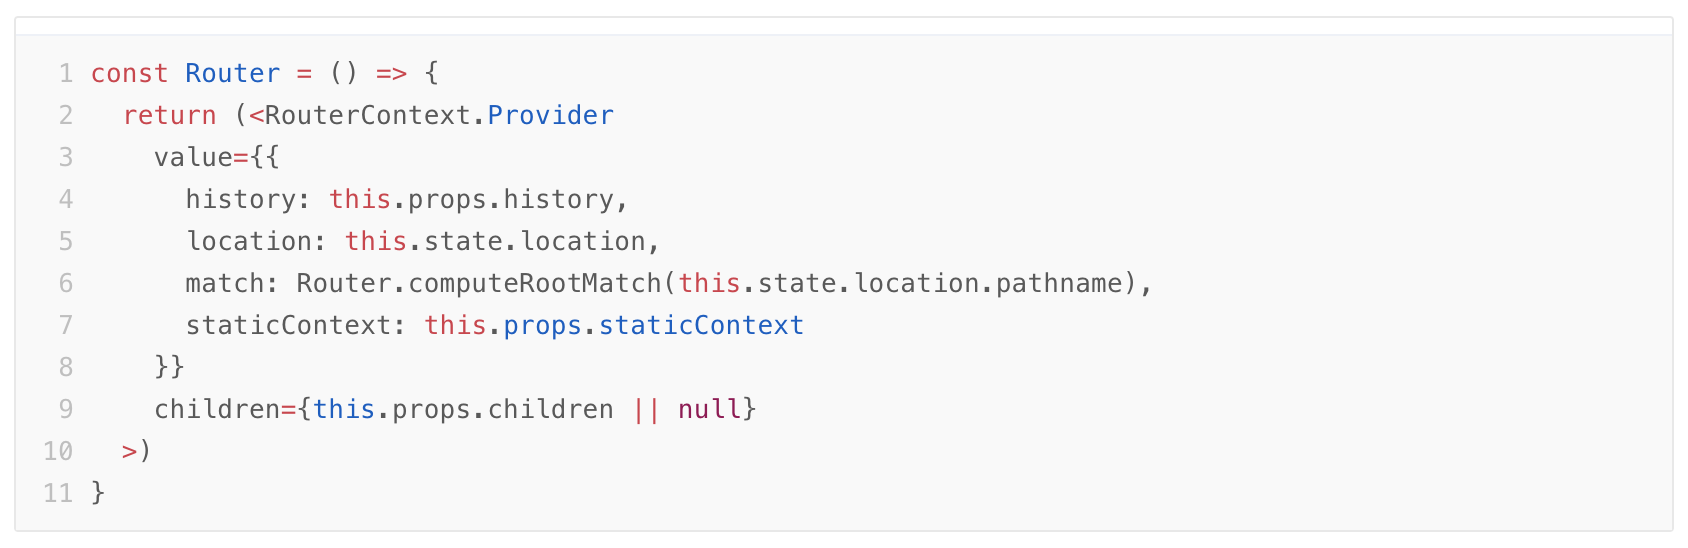 1 const Router = () => {
2   return (<RouterContext.Provider
3     value={{
4       history: this.props.history,
5       location: this.state.location,
6       match: Router.computeRootMatch(this.state.location.pathname),
7       staticContext: this.props.staticContext
8     }}
9     children={this.props.children || null}
10   >)
11 }